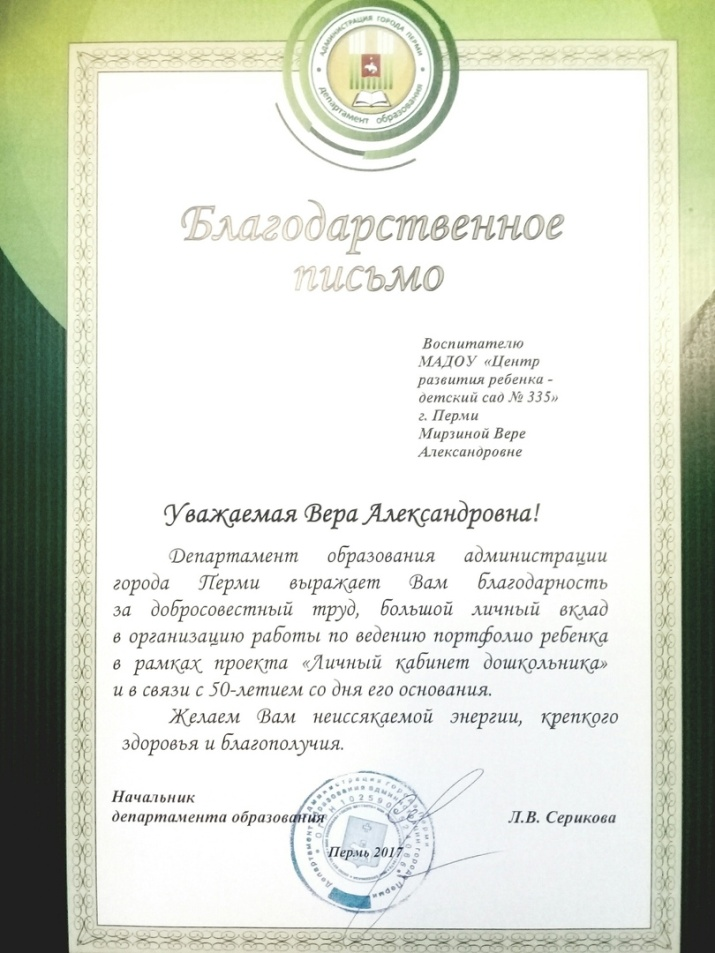 АДМИНИСТРАЦИЯ ГОРОДА ПЕРМИ
департамент образования
Благодарственное
письмо
Воспитателю
МАДОУ «Центр
развития ребенка -
детский сад № 335»
г. Перми
Мирзиной Вере
Александровне
Уважаемая Вера Александровна!
Департамент образования администрации
города Перми выражает Вам благодарность
за добросовестный труд, большой личный вклад
в организацию работы по ведению портфолио ребенка
в рамках проекта «Личный кабинет дошкольника»
и в связи с 50-летием со дня его основания.
Желаем Вам неиссякаемой энергии, крепкого
здоровья и благополучия.
Начальник
департамента образования
Л.В. Серикова
Пермь 2017